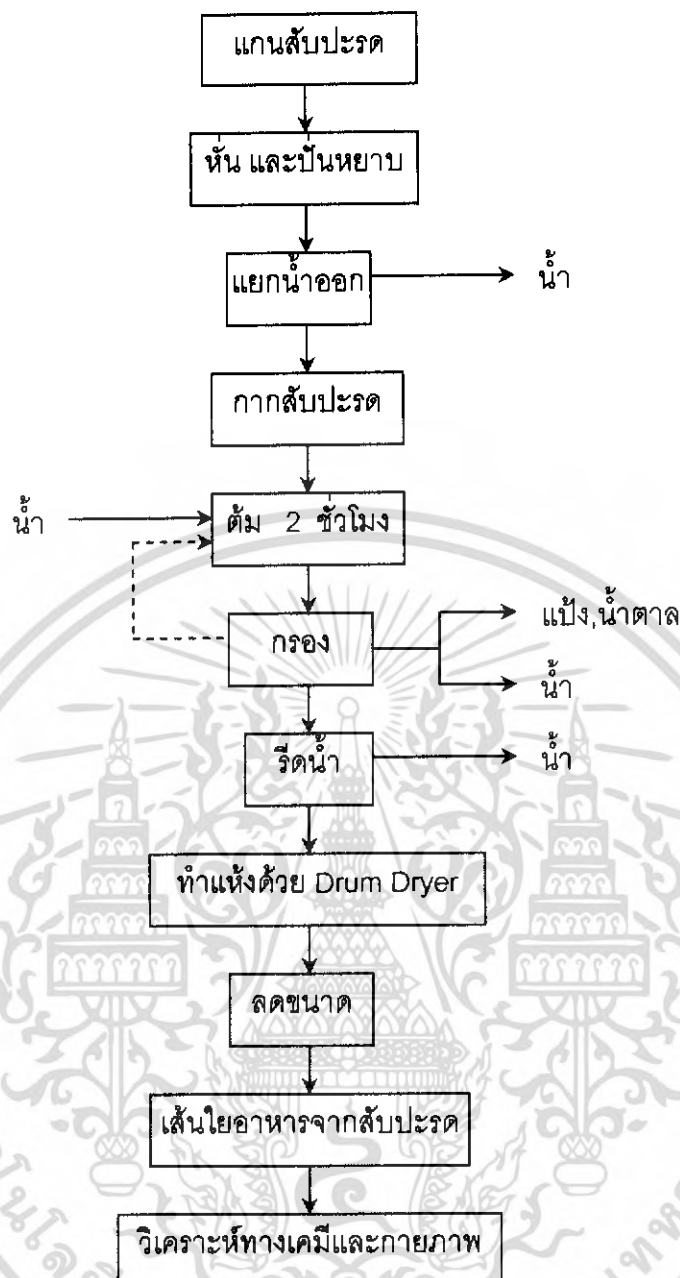 แกนสับปะรด
หั่น และปั่นหยาบ
แยกน้ำออก
น้ำ
กากสับปะรด
น้ำ
ต้ม 2 ชั่วโมง
กรอง
แป้ง,น้ำตาล
น้ำ
รีดน้ำ
น้ำ
ทำแห้งด้วย Drum Dryer
ลดขนาด
เส้นใยอาหารจากสับปะรด
วิเคราะห์ทางเคมีและกายภาพ